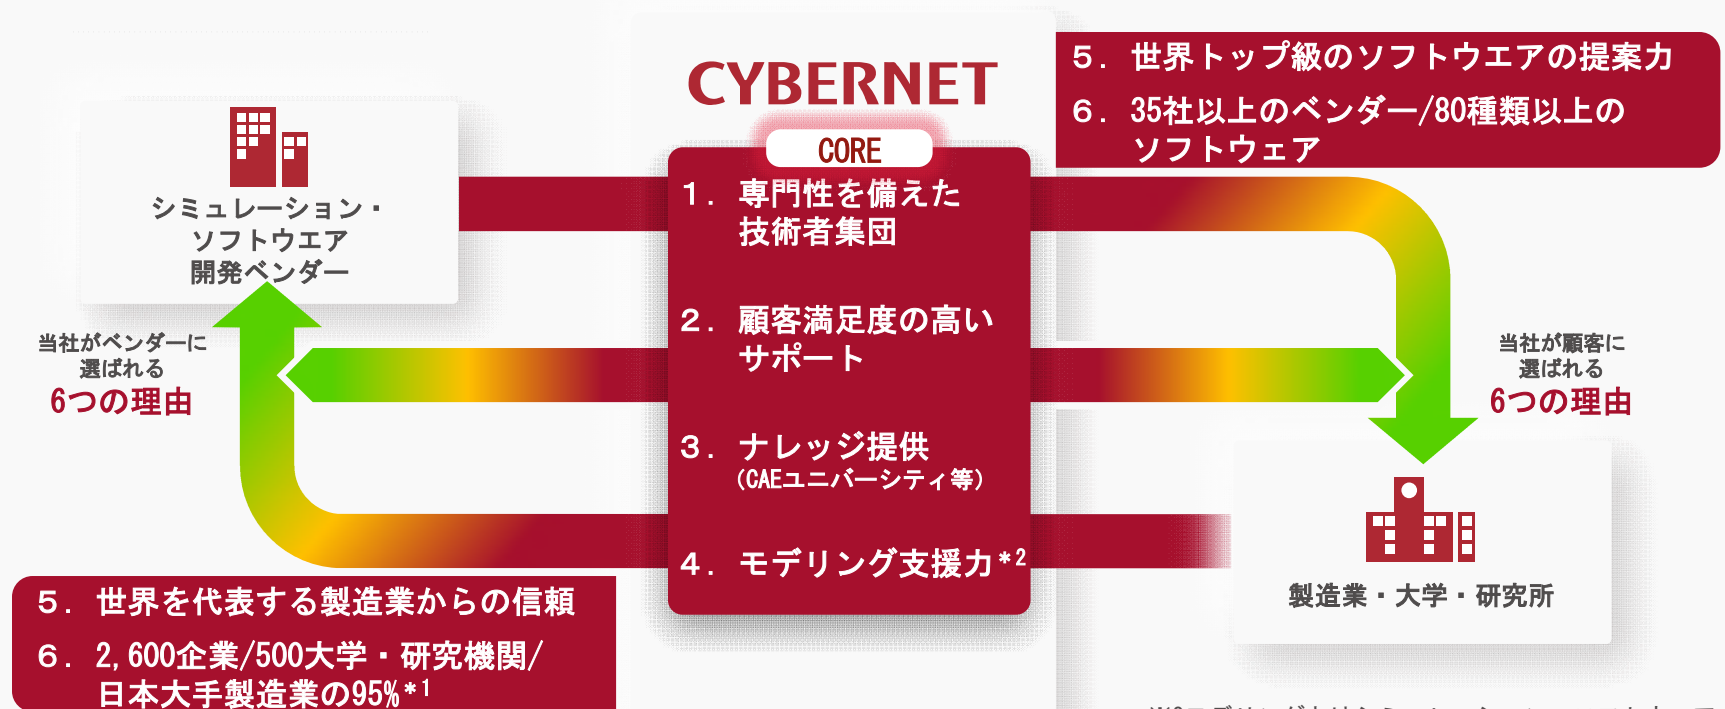 CYBERNET
CORE
1. 専門性を備えた
技術者集団
2. 顧客満足度の高い
サポート
3. ナレッジ提供
(CAEユニバーシティ等)
4. モデリング支援力*2
シミュレーション・
ソフトウエア
開発ベンダー
当社がベンダーに
選ばれる
6つの理由
5. 世界を代表する製造業からの信頼
6. 2,600企業/500大学・研究機関/
日本大手製造業の95%*1
5. 世界トップ級のソフトウエアの提案力
6. 35社以上のベンダー/80種類以上の
ソフトウェア
当社が顧客に
選ばれる
6つの理由
製造業・大学・研究所